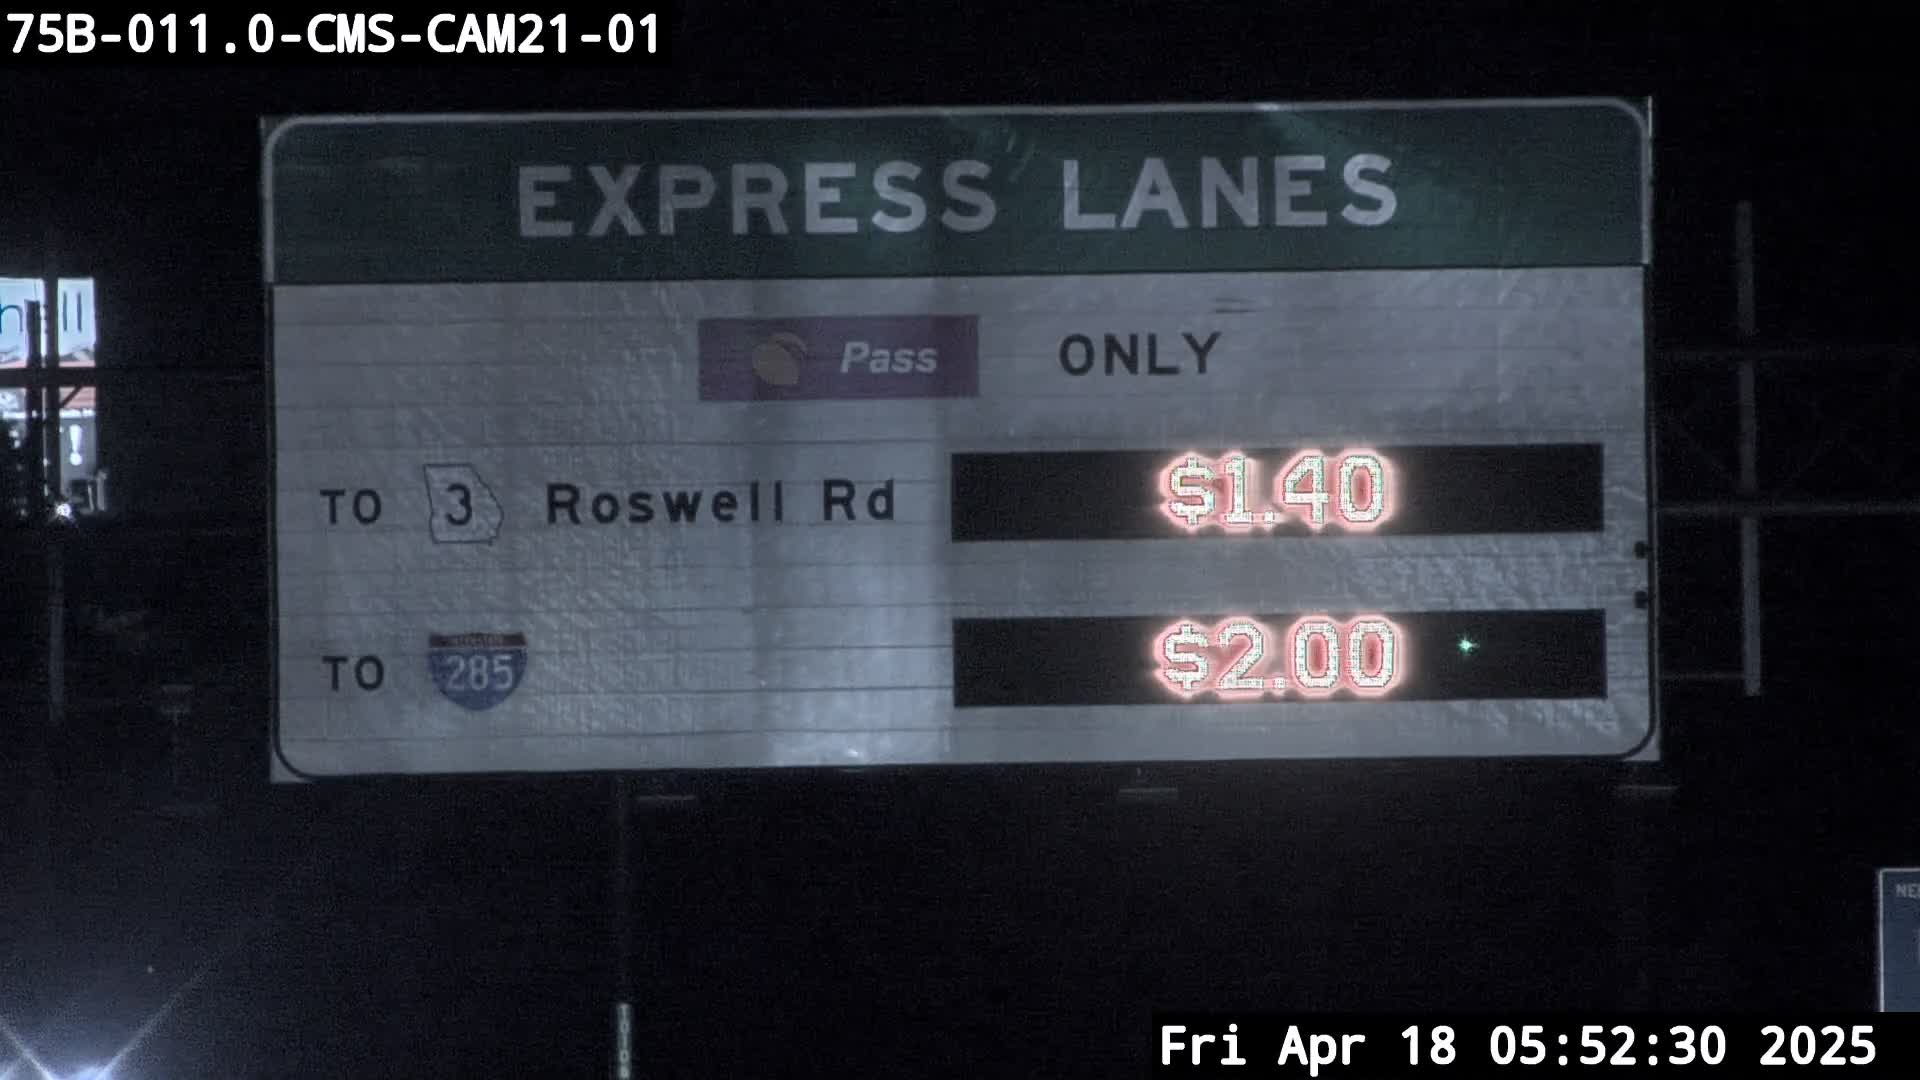 75B-011.0-CMS-CAM21-01
EXPRESS LANES
Pass ONLY
TO 3 Roswell Rd $1.40
TO INTERSTATE 285 $2.00
Fri Apr 18 05:52:30 2025